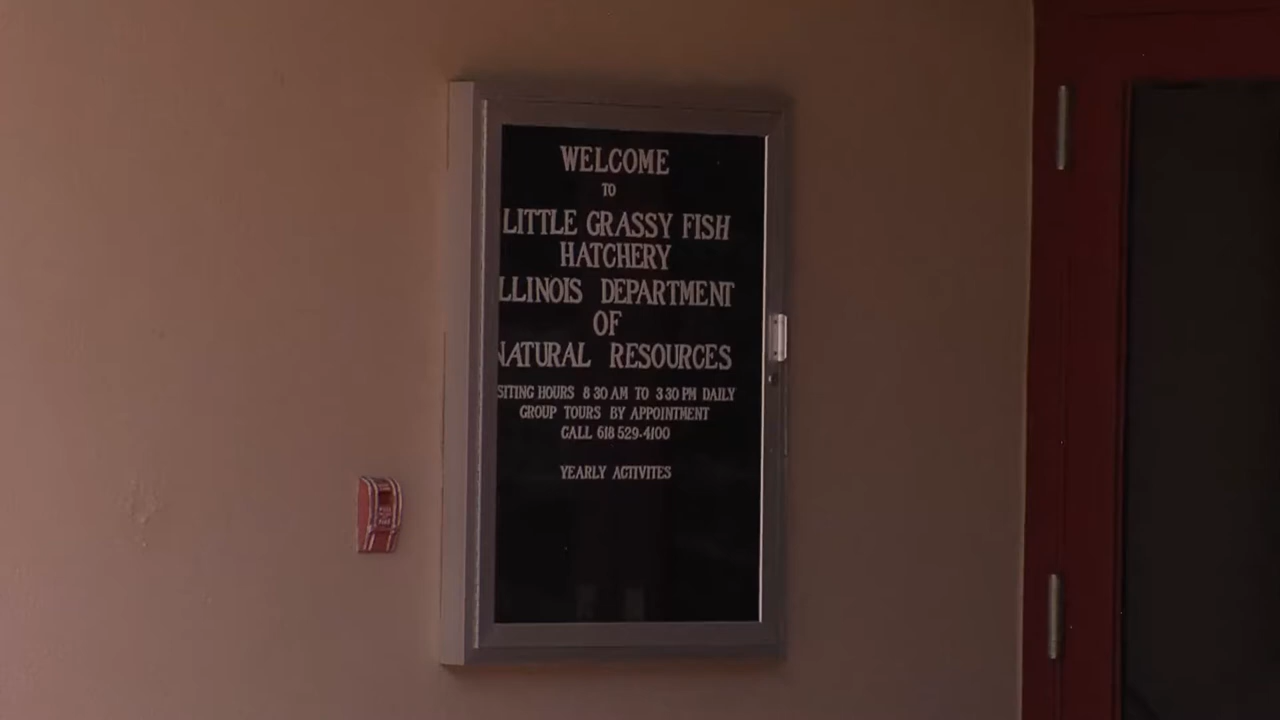 WELCOME
TO
LITTLE GRASSY FISH
HATCHERY
LLINOIS DEPARTMENT
OF
NATURAL RESOURCES
SITING HOURS 8 30 AM TO 3 30 PM DAILY
GROUP TOURS BY APPOINTMENT
CALL 618 529-4100
YEARLY ACTIVITES